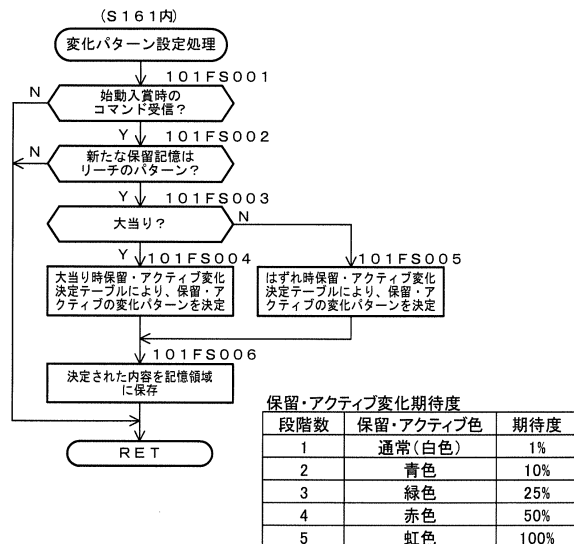 (S161内)
変化パターン設定処理
101FS001
N
始動入賞時の
コマンド受信？
Y
101FS002
N
新たな保留記憶は
リーチのパターン？
Y
101FS003
大当り？
N
Y
101FS004
101FS005
大当り時保留・アクティブ変化
決定テーブルにより、保留・ア
クティブの変化パターンを決定
はずれ時保留・アクティブ変化
決定テーブルにより、保留・ア
クティブの変化パターンを決定
101FS006
決定された内容を記憶領域
に保存
RET
保留・アクティブ変化期待度
段階数 保留・アクティブ色 期待度
1 通常(白色) 1%
2 青色 10%
3 緑色 25%
4 赤色 50%
5 虹色 100%